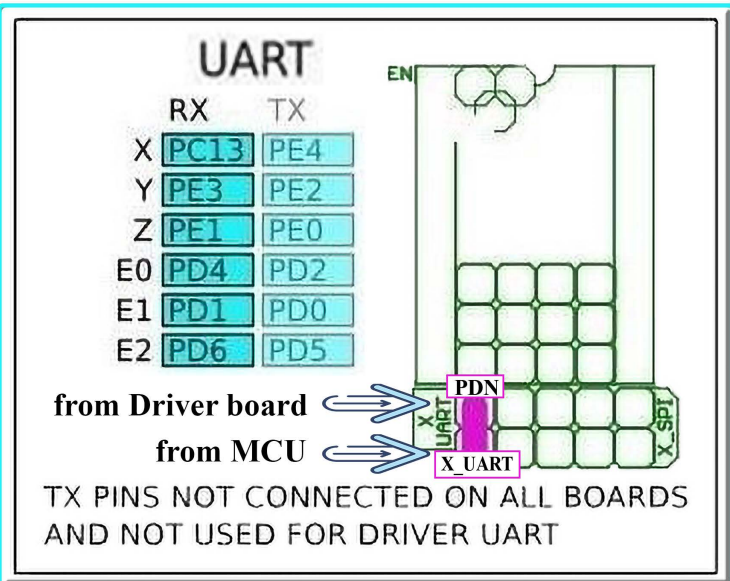 UART
RX TX
X PC13 PE4
Y PE3 PE2
Z PE1 PE0
E0 PD4 PD2
E1 PD1 PD0
E2 PD6 PD5
EN
from Driver board
PDN
X
UART
X_SPI
from MCU
X_UART
TX PINS NOT CONNECTED ON ALL BOARDS
AND NOT USED FOR DRIVER UART